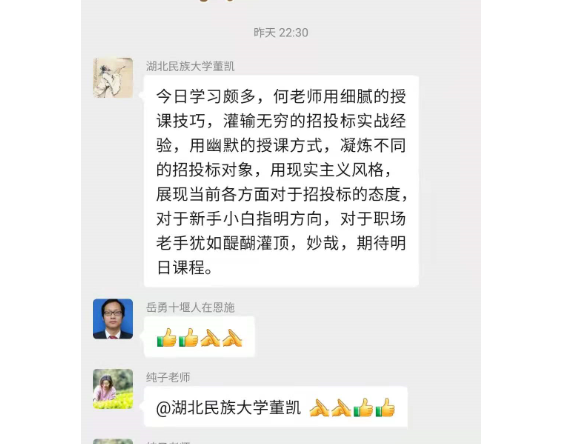 昨天 22:30
湖北民族大学董凯
今日学习颇多，何老师用细腻的授
课技巧，灌输无穷的招投标实战经
验，用幽默的授课方式，凝炼不同
的招投标对象，用现实主义风格，
展现当前各方面对于招投标的态度，
对于新手小白指明方向，对于职场
老手犹如醍醐灌顶，妙哉，期待明
日课程。
岳勇十堰人在恩施
👍👍🙏🙏
纯子老师
@湖北民族大学董凯 🙏🙏👍👍